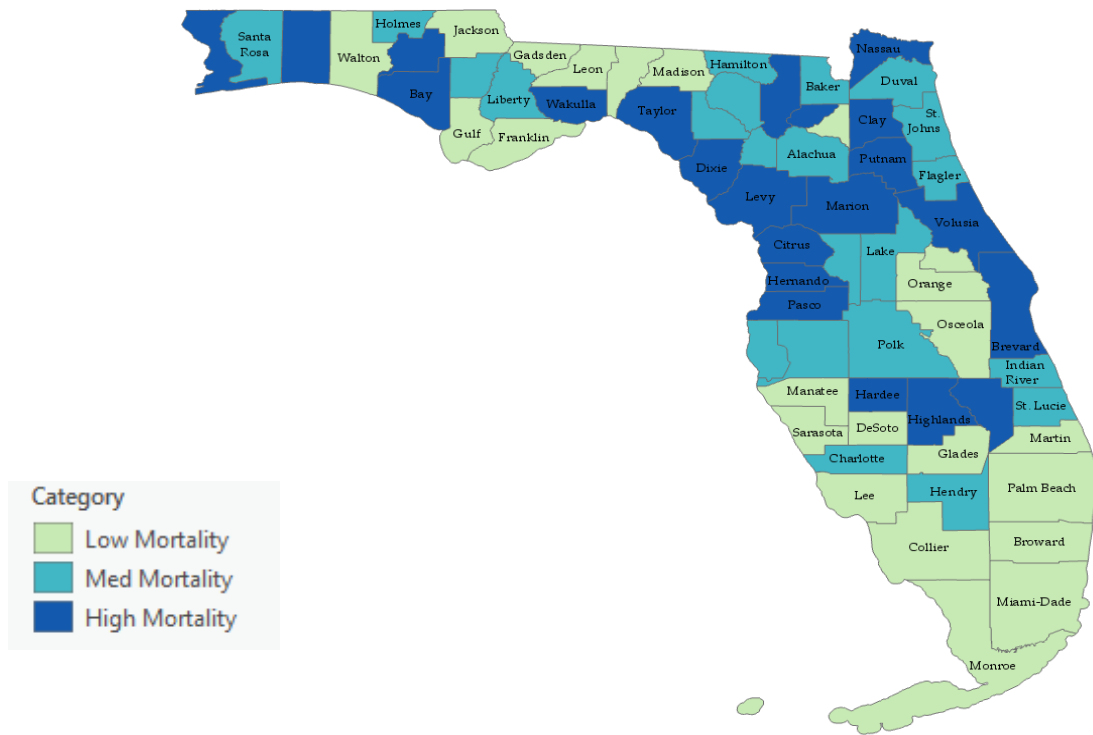 Nassau
Holmes
Jackson
Santa
Rosa
Walton
Gadsden
Leon
Madison
Hamilton
Baker
Duval
Bay
Liberty
Wakulla
Taylor
Clay
St.
Johns
Gulf
Franklin
Alachua
Putnam
Dixie
Flagler
Levy
Marion
Volusia
Citrus
Lake
Hernando
Orange
Pasco
Osceola
Polk
Brevard
Indian
River
Manatee
Hardee
St. Lucie
Highlands
Sarasota
DeSoto
Martin
Charlotte
Glades
Lee
Hendry
Palm Beach
Collier
Broward
Miami-Dade
Monroe
Category
Low Mortality
Med Mortality
High Mortality